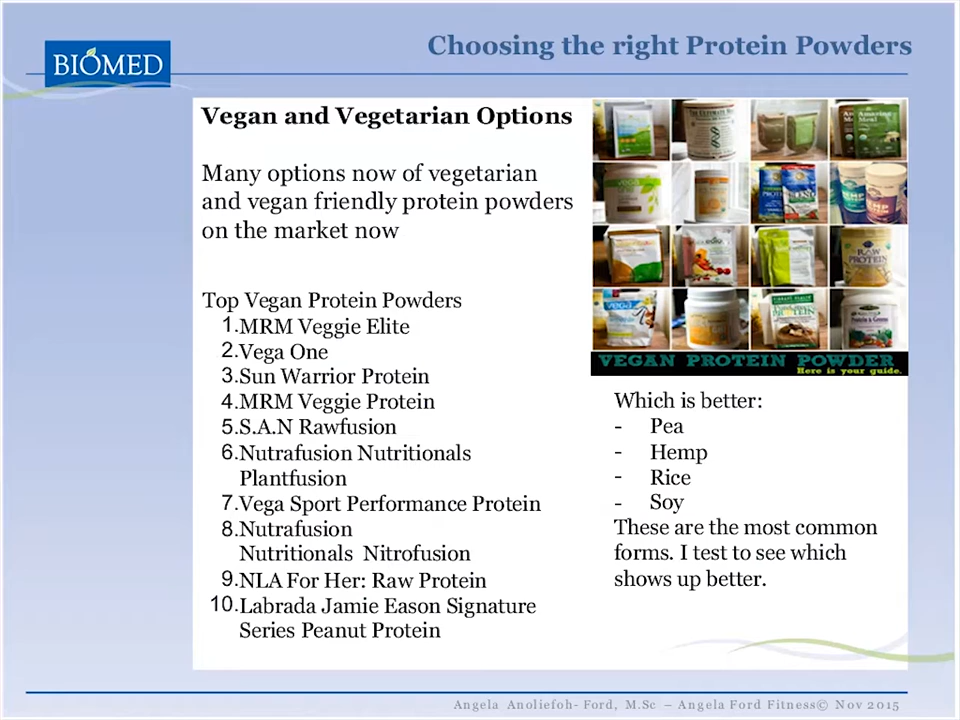 Choosing the right Protein Powders
BIOMED
Vegan and Vegetarian Options
Many options now of vegetarian
and vegan friendly protein powders
on the market now
Top Vegan Protein Powders
1.MRM Veggie Elite
2.Vega One
3.Sun Warrior Protein
4.MRM Veggie Protein
5.S.A.N Rawfusion
6.Nutrafusion Nutritionals
Plantfusion
7.Vega Sport Performance Protein
8.Nutrafusion
Nutritionals Nitrofusion
9.NLA For Her: Raw Protein
10.Labrada Jamie Eason Signature
Series Peanut Protein
vega
vega
RAW
PROTEIN
VEGAN PROTEIN POWDER
Here is your guide.
Which is better:
- Pea
- Hemp
- Rice
- Soy
These are the most common
forms. I test to see which
shows up better.
Angela Anoliefoh- Ford, M.Sc – Angela Ford Fitness© Nov 2015